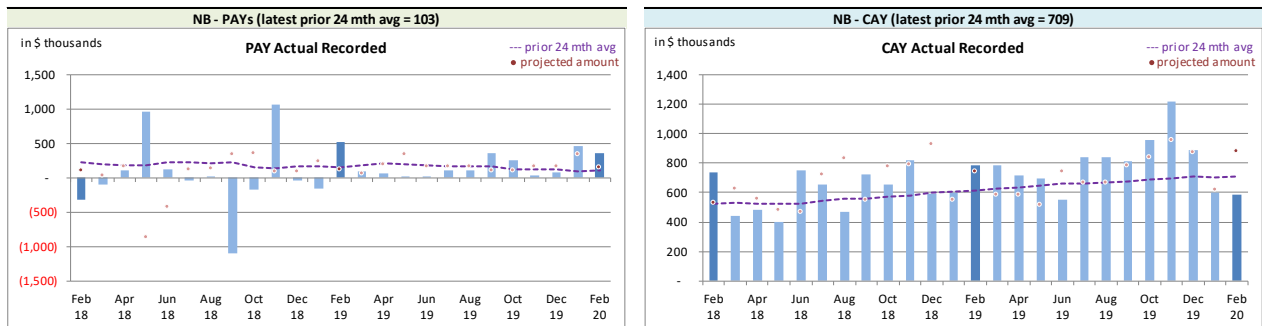 NB - PAYs (latest prior 24 mth avg = 103)
in $ thousands
PAY Actual Recorded
--- prior 24 mth avg
projected amount
1,500
1,000
500
-
(500)
(1,000)
(1,500)
Feb Apr Jun Aug Oct Dec Feb Apr Jun Aug Oct Dec Feb
18 18 18 18 18 18 19 19 19 19 19 19 20
NB - CAY (latest prior 24 mth avg = 709)
in $ thousands
CAY Actual Recorded
--- prior 24 mth avg
projected amount
1,400
1,200
1,000
800
600
400
200
-
Feb Apr Jun Aug Oct Dec Feb Apr Jun Aug Oct Dec Feb
18 18 18 18 18 18 19 19 19 19 19 19 20